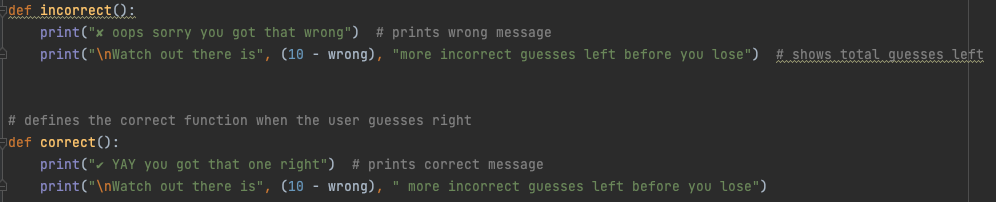 def incorrect():
    print("✘ oops sorry you got that wrong")  # prints wrong message
    print("\nWatch out there is", (10 - wrong), "more incorrect guesses left before you lose")  # shows total guesses left
# defines the correct function when the user guesses right
def correct():
    print("✔ YAY you got that one right")  # prints correct message
    print("\nWatch out there is", (10 - wrong), " more incorrect guesses left before you lose")